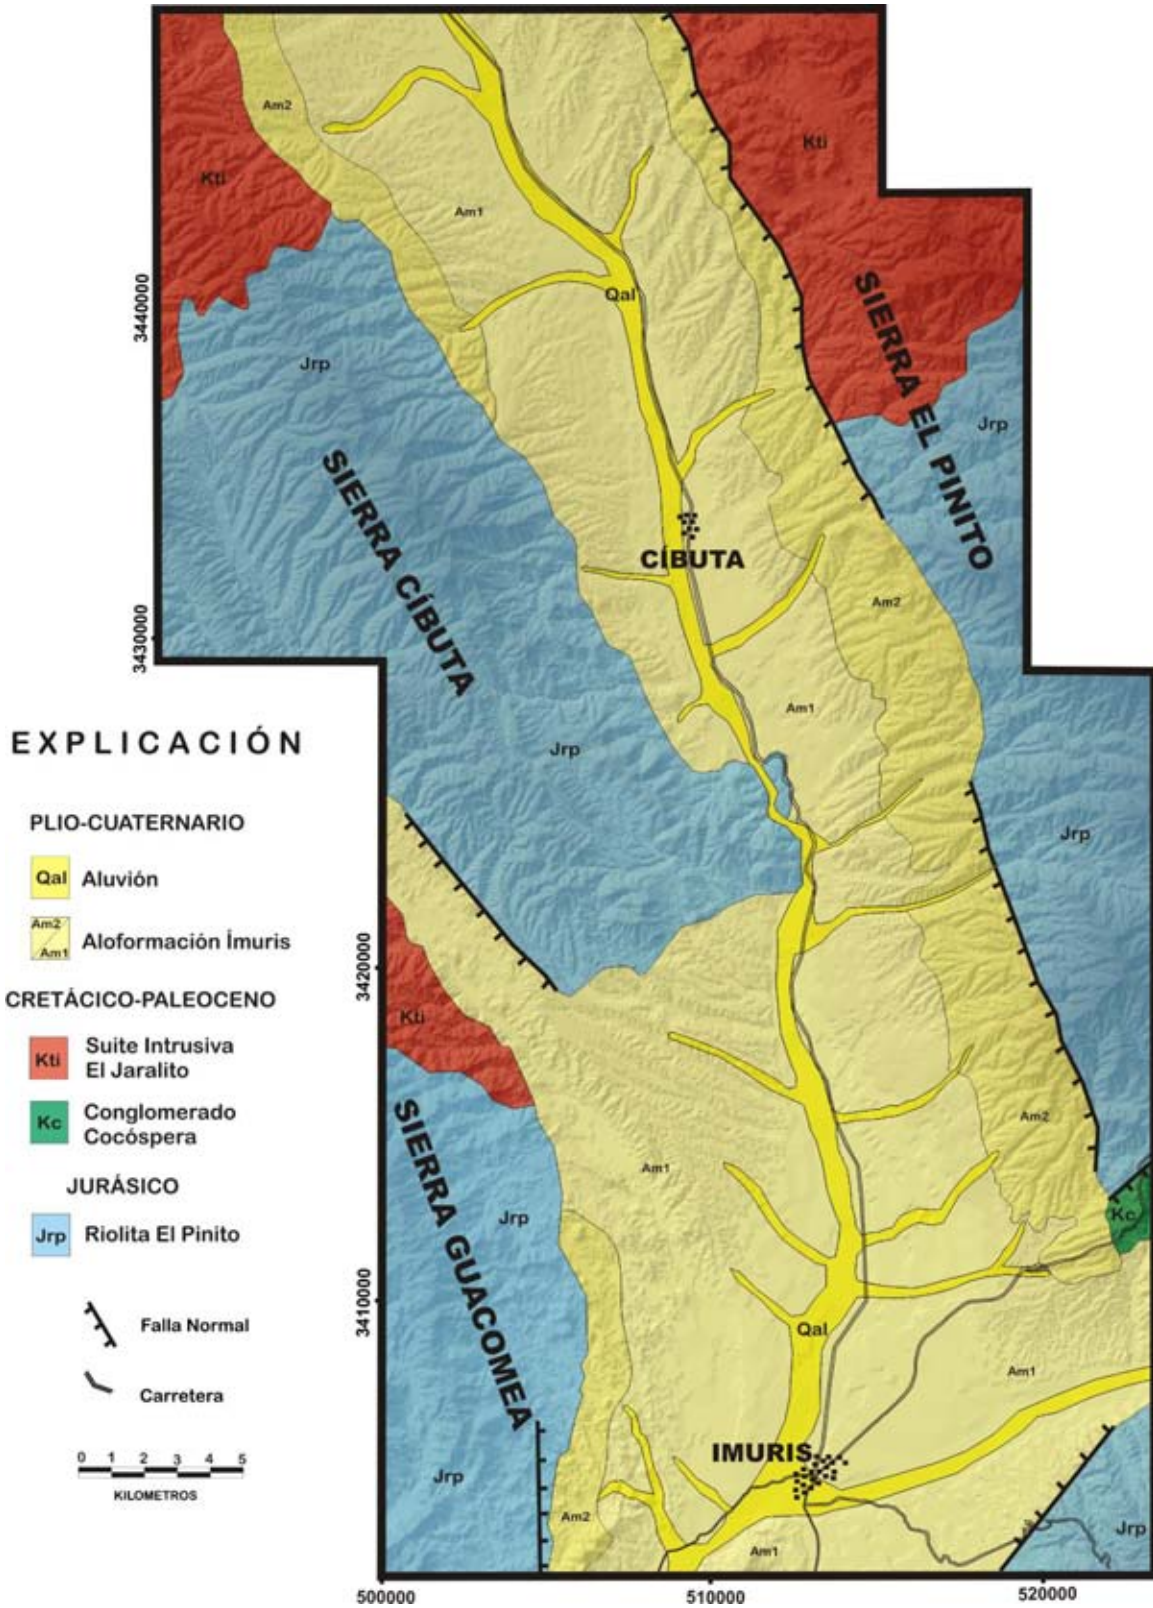 Am2
Kti
Kti
Am1
SIERRA EL PINITO
Qal
3440000
Jrp
Jrp
SIERRA CÍBUTA
CÍBUTA
Am2
3430000
Am1
Jrp
Jrp
EXPLICACIÓN
PLIO-CUATERNARIO
Qal Aluvión
Am2
Am1
Aloformación Ímuris
CRETÁCICO-PALEOCENO
Kti
Suite Intrusiva
El Jaralito
Kc
Conglomerado
Cocóspera
JURÁSICO
Jrp Riolita El Pinito
Falla Normal
Carretera
0 1 2 3 4 5
KILOMETROS
3420000
Kti
SIERRA GUACOMEA
Am2
Am1
Jrp
Kc
3410000
Qal
Am1
IMURIS
Jrp
Am2
Jrp
Am1
500000
510000
520000